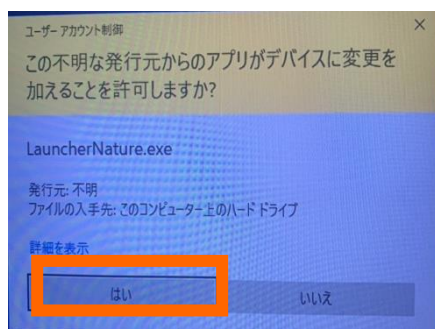 ユーザー アカウント制御
×
この不明な発行元からのアプリがデバイスに変更を
加えることを許可しますか?
LauncherNature.exe
発行元: 不明
ファイルの入手先: このコンピューター上のハード ドライブ
詳細を表示
はい
いいえ